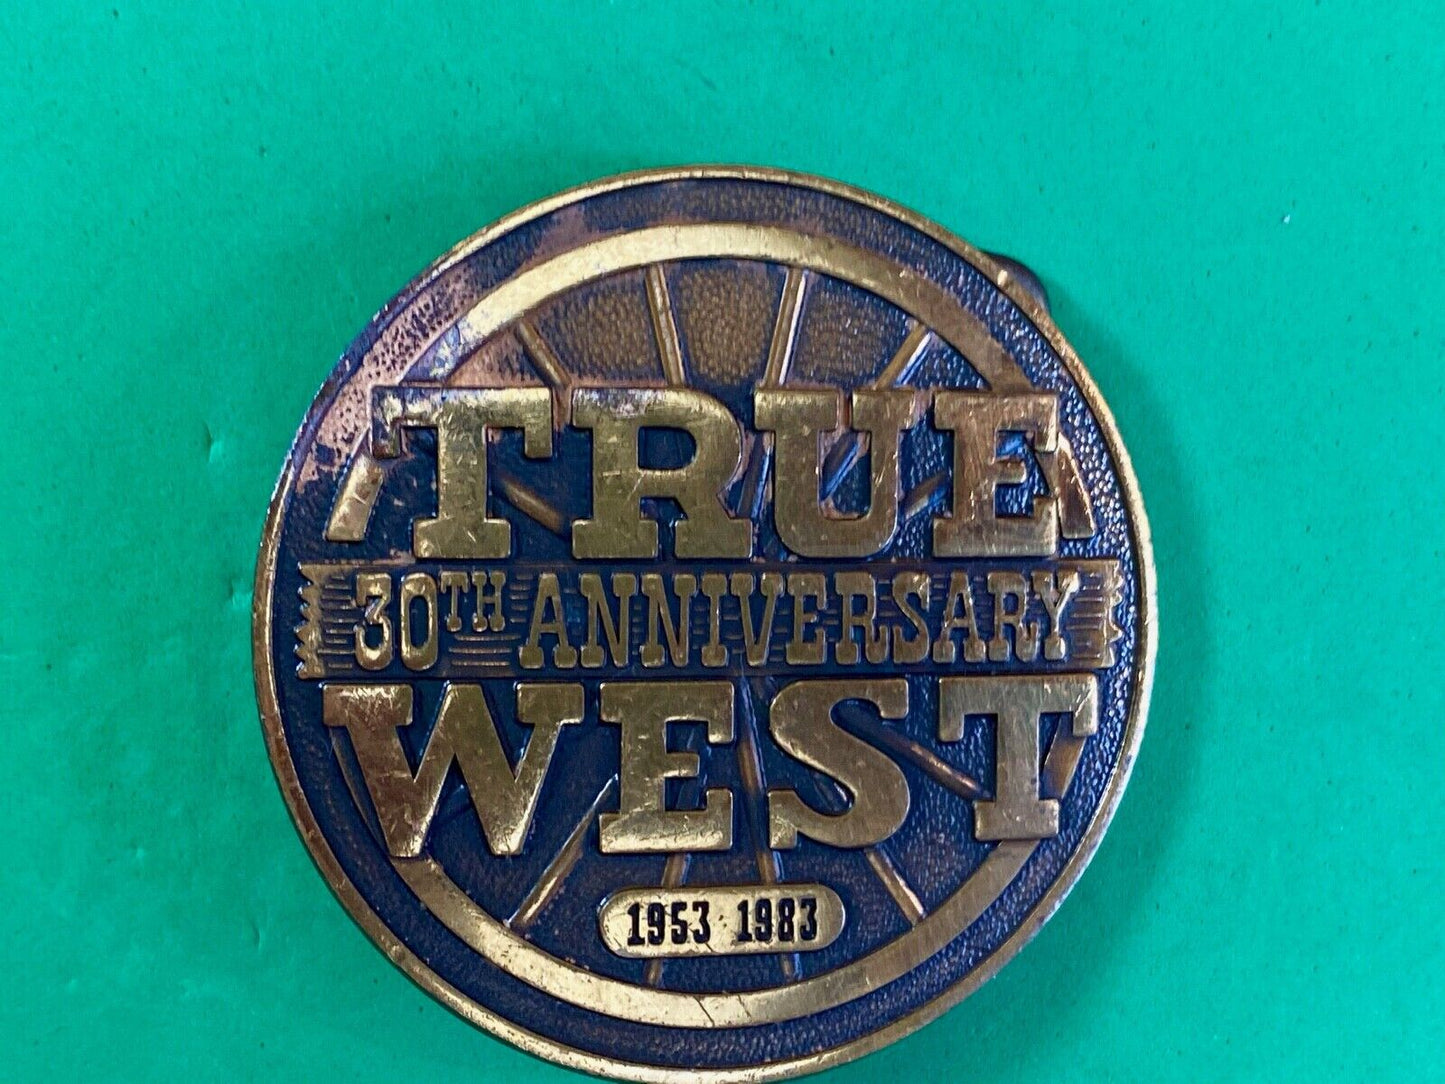 TRUE
30TH ANNIVERSARY
WEST
1953 1983